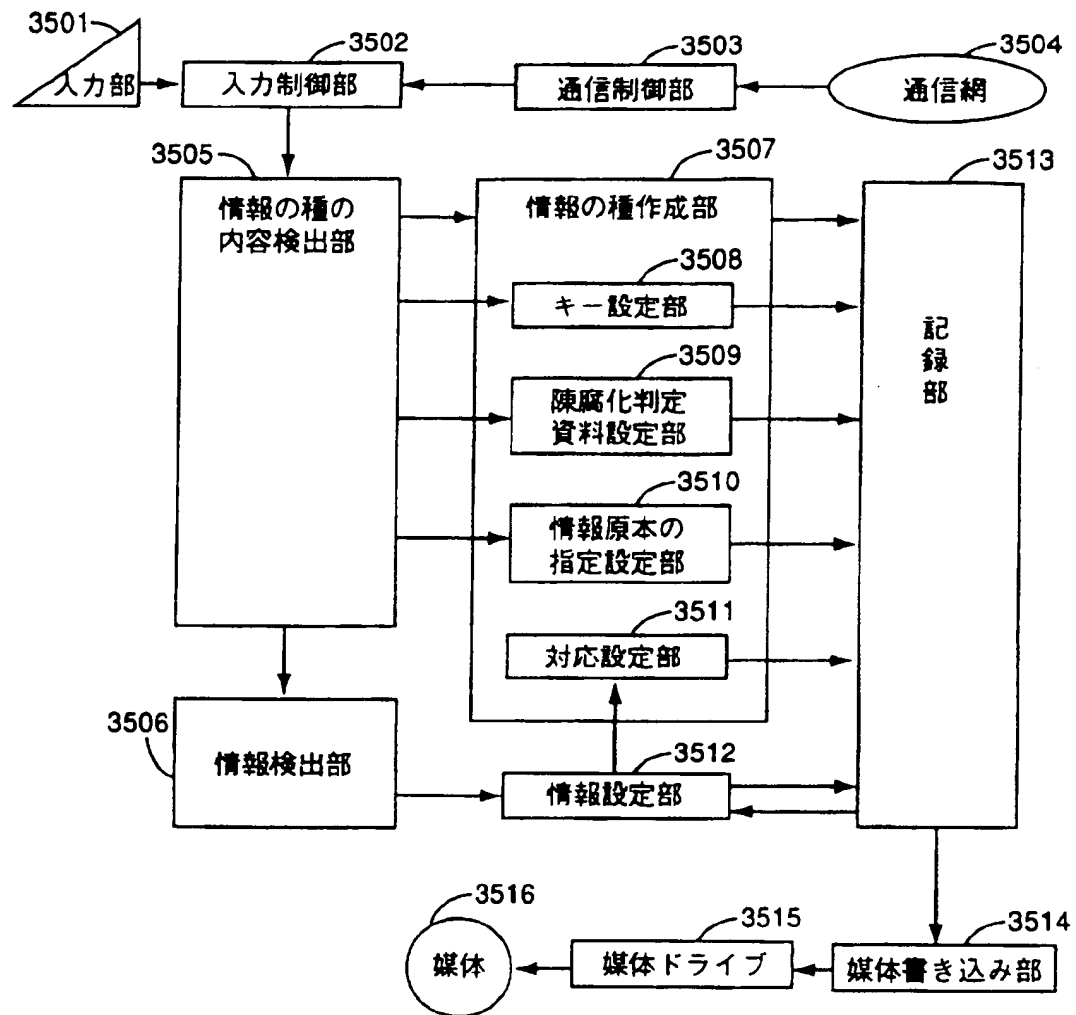 3501
入力部
3502
入力制御部
3503
通信制御部
3504
通信網
3505
情報の種の
内容検出部
3507
情報の種作成部
3513
記
録
部
3508
キー設定部
3509
陳腐化判定
資料設定部
3510
情報原本の
指定設定部
3511
対応設定部
3506
情報検出部
3512
情報設定部
3516
媒体
3515
媒体ドライブ
3514
媒体書き込み部